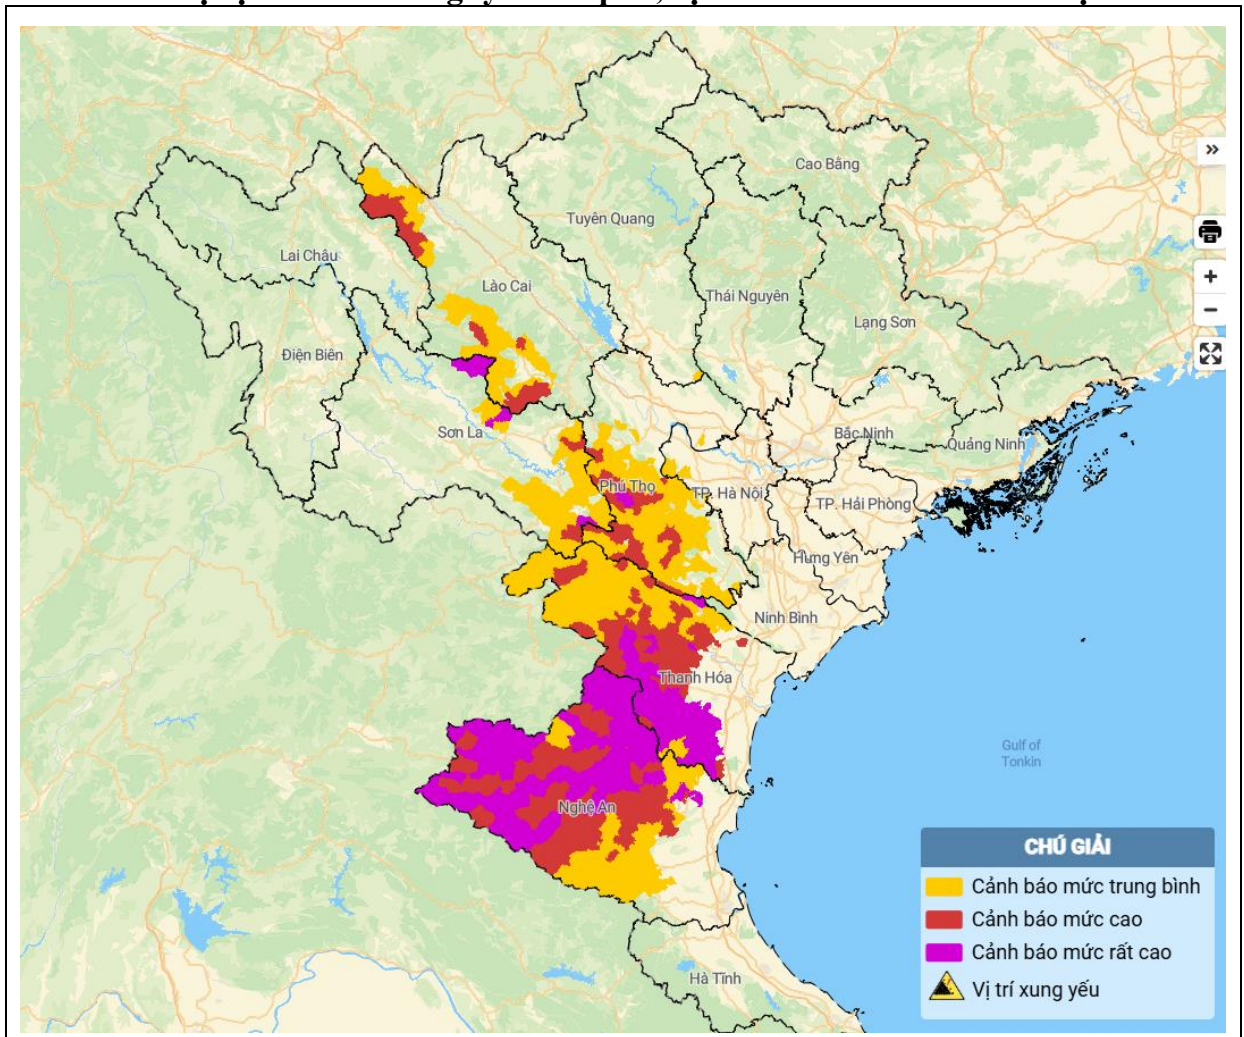 Cao Bằng
Tuyên Quang
Lai Châu
Lào Cai
Thái Nguyên
Lạng Sơn
Điện Biên
Sơn La
Bắc Ninh
Quảng Ninh
Phú Thọ
TP. Hà Nội
TP. Hải Phòng
Hưng Yên
Ninh Bình
Thanh Hóa
Gulf of
Tonkin
Nghệ An
Hà Tĩnh
CHÚ GIẢI
Cảnh báo mức trung bình
Cảnh báo mức cao
Cảnh báo mức rất cao
Vị trí xung yếu